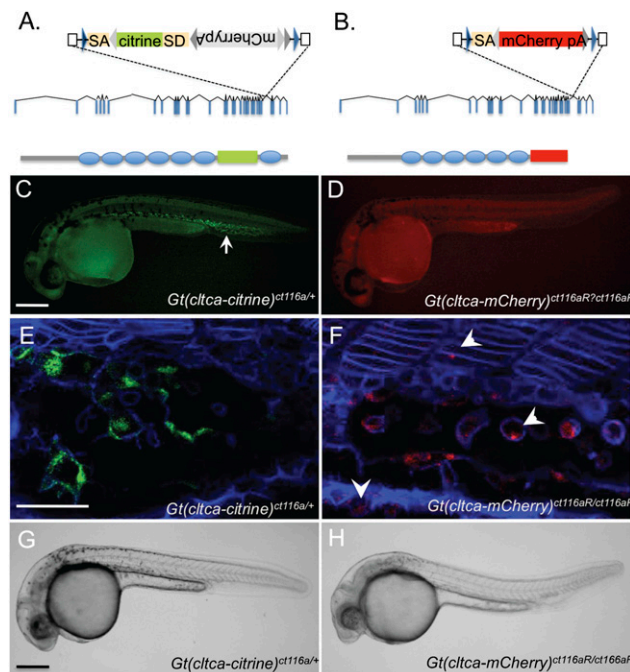 A.
SA citrine SD mCherrypA
B.
SA mCherry pA
C
Gt(cltca-citrine)ct116a/+
D
Gt(cltca-mCherry)ct116aR?ct116aR
E
Gt(cltca-citrine)ct116a/+
F
Gt(cltca-mCherry)ct116aR/ct116aR
G
Gt(cltca-citrine)ct116a/+
H
Gt(cltca-mCherry)ct116aR/ct166aR